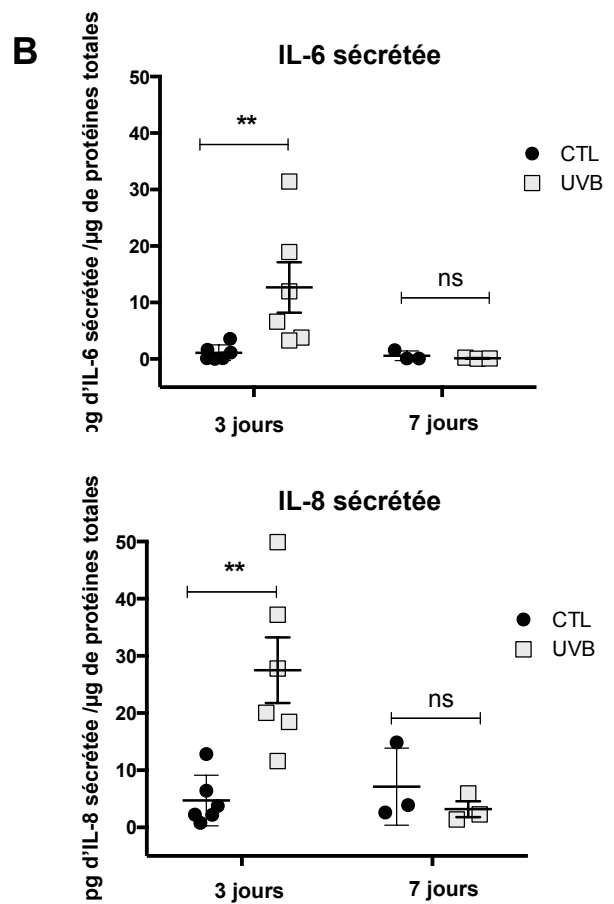 B
IL-6 sécrétée
pg d'IL-6 sécrétée /µg de protéines totales
50
40
30
20
10
0
**
ns
CTL
UVB
3 jours
7 jours
IL-8 sécrétée
pg d'IL-8 sécrétée /µg de protéines totales
50
40
30
20
10
0
**
ns
CTL
UVB
3 jours
7 jours